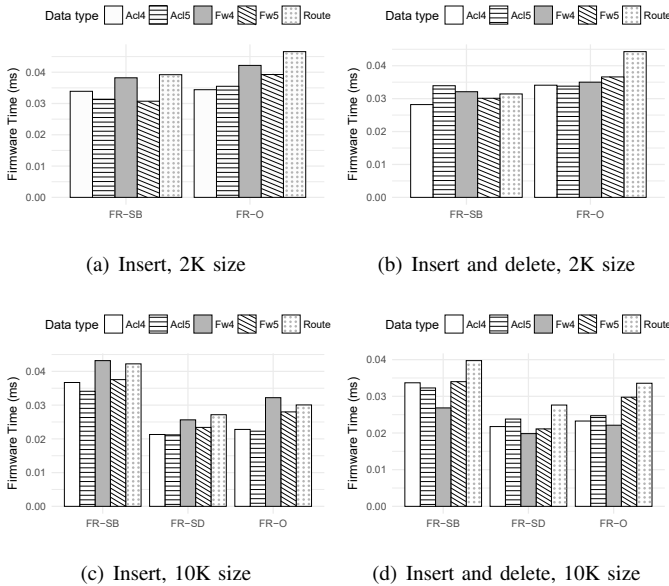 Data type Acl4 Acl5 Fw4 Fw5 Route
Firmware Time (ms)
0.04
0.03
0.02
0.01
0.00
FR−SB FR−O
(a) Insert, 2K size
Data type Acl4 Acl5 Fw4 Fw5 Route
Firmware Time (ms)
0.04
0.03
0.02
0.01
0.00
FR−SB FR−O
(b) Insert and delete, 2K size
Data type Acl4 Acl5 Fw4 Fw5 Route
Firmware Time (ms)
0.04
0.03
0.02
0.01
0.00
FR−SB FR−SD FR−O
(c) Insert, 10K size
Data type Acl4 Acl5 Fw4 Fw5 Route
Firmware Time (ms)
0.04
0.03
0.02
0.01
0.00
FR−SB FR−SD FR−O
(d) Insert and delete, 10K size